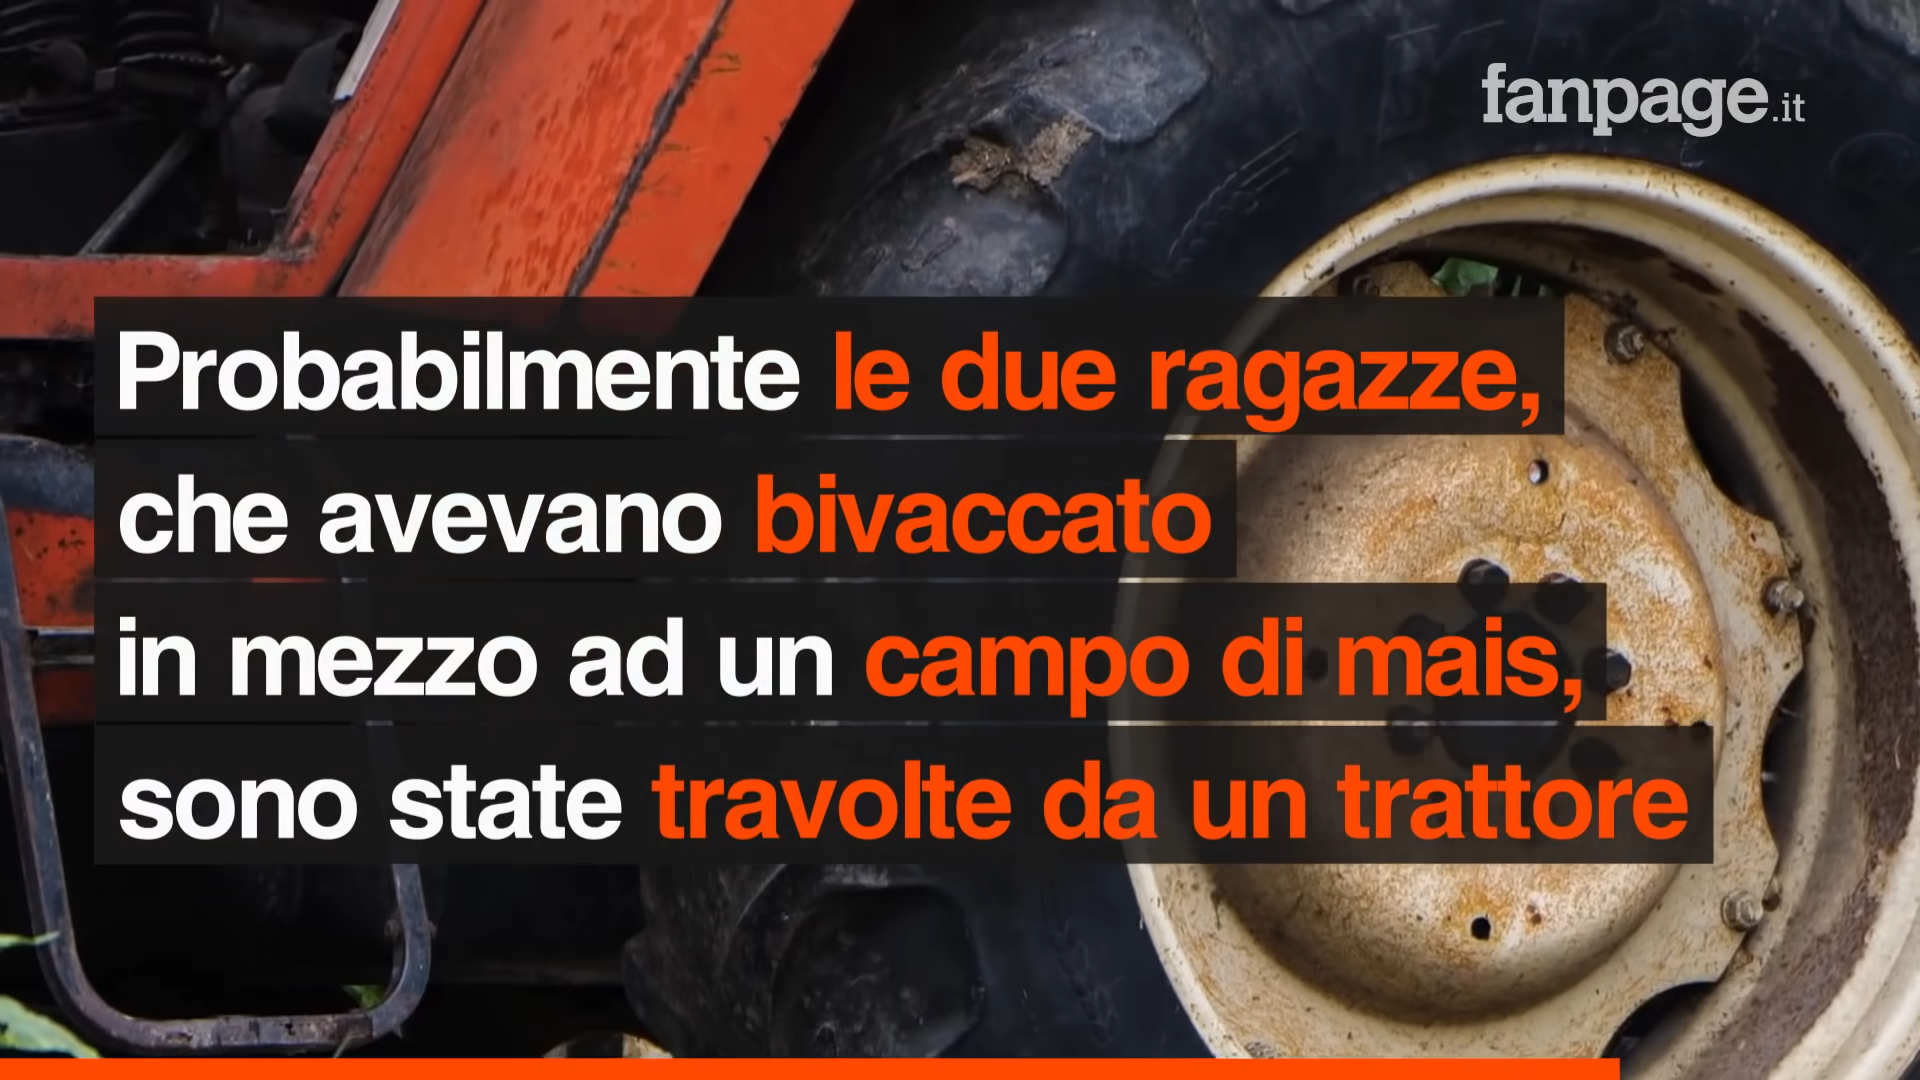 fanpage.it
Probabilmente le due ragazze,
che avevano bivaccato
in mezzo ad un campo di mais,
sono state travolte da un trattore